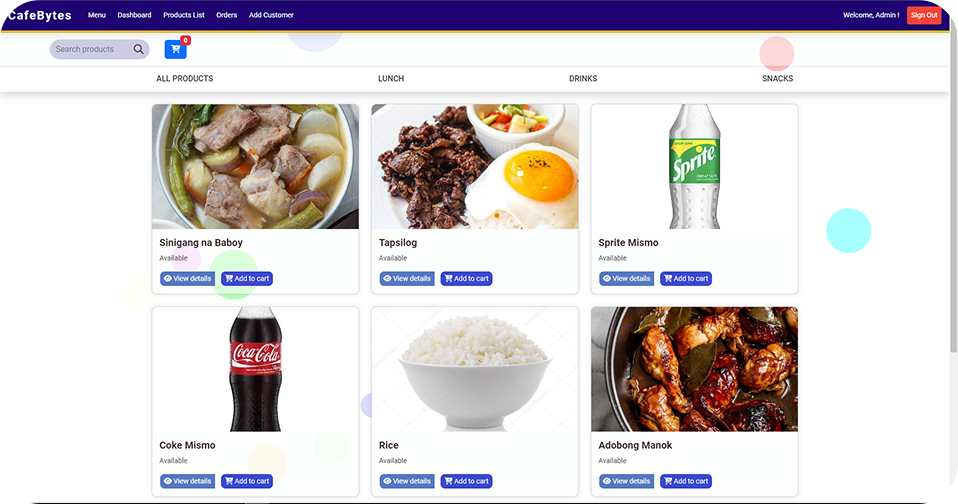 CafeBytes Menu Dashboard Products List Orders Add Customer Welcome, Admin ! Sign Out
Search products 0
ALL PRODUCTS LUNCH DRINKS SNACKS
Sprite
Sinigang na Baboy
Available
View details Add to cart
Tapsilog
Available
View details Add to cart
Sprite Mismo
Available
View details Add to cart
Coca-Cola
Coke Mismo
Available
View details Add to cart
Rice
Available
View details Add to cart
Adobong Manok
Available
View details Add to cart